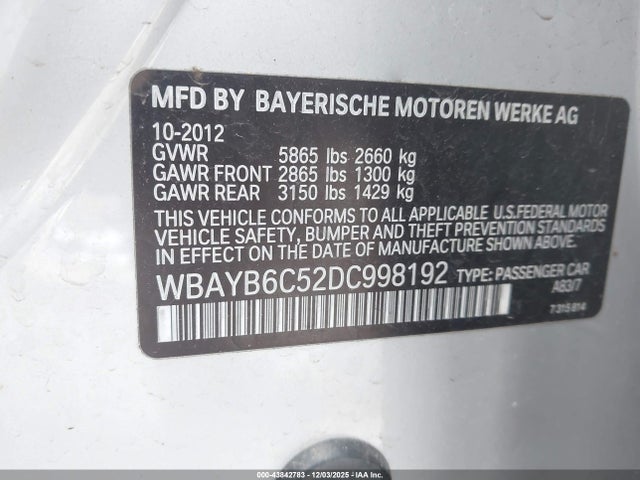 MFD BY BAYERISCHE MOTOREN WERKE AG
10-2012
GVWR 5865 lbs 2660 kg
GAWR FRONT 2865 lbs 1300 kg
GAWR REAR 3150 lbs 1429 kg
THIS VEHICLE CONFORMS TO ALL APPLICABLE U.S.FEDERAL MOTOR
VEHICLE SAFETY, BUMPER AND THEFT PREVENTION STANDARDS
IN EFFECT ON THE DATE OF MANUFACTURE SHOWN ABOVE.
WBAYB6C52DC998192 TYPE: PASSENGER CAR
A83/7
7315814
000-43842783 - 12/03/2025 - IAA Inc.